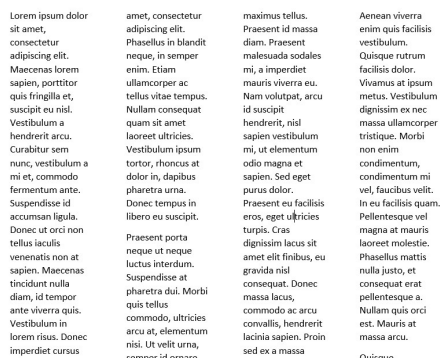 Lorem ipsum dolor
sit amet,
consectetur
adipiscing elit.
Maecenas lorem
sapien, porttitor
quis fringilla et,
suscipit eu nisl.
Vestibulum a
hendrerit arcu.
Curabitur sem
nunc, vestibulum a
mi et, commodo
fermentum ante.
Suspendisse id
accumsan ligula.
Donec ut orci non
tellus iaculis
venenatis non at
sapien. Maecenas
tincidunt nulla
diam, id tempor
ante viverra quis.
Vestibulum in
lorem risus. Donec
imperdiet cursus
amet, consectetur
adipiscing elit.
Phasellus in blandit
neque, in semper
enim. Etiam
ullamcorper ac
tellus vitae tempus.
Nullam consequat
quam sit amet
laoreet ultricies.
Vestibulum ipsum
tortor, rhoncus at
dolor in, dapibus
pharetra urna.
Donec tempus in
libero eu suscipit.
Praesent porta
neque ut neque
luctus interdum.
Suspendisse at
pharetra dui. Morbi
quis tellus
commodo, ultricies
arcu at, elementum
nisi. Ut velit urna,
semper id ornare
maximus tellus.
Praesent id massa
diam. Praesent
malesuada sodales
mi, a imperdiet
mauris viverra eu.
Nam volutpat, arcu
id suscipit
hendrerit, nisl
sapien vestibulum
mi, ut elementum
odio magna et
sapien. Sed eget
purus dolor.
Praesent eu facilisis
eros, eget ultricies
turpis. Cras
dignissim lacus sit
amet elit finibus, eu
gravida nisl
consequat. Donec
massa lacus,
commodo ac arcu
convallis, hendrerit
lacinia sapien. Proin
sed ex a massa
Aenean viverra
enim quis facilisis
vestibulum.
Quisque rutrum
facilisis dolor.
Vivamus at ipsum
metus. Vestibulum
dignissim ex nec
massa ullamcorper
tristique. Morbi
non enim
condimentum,
condimentum mi
vel, faucibus velit.
In eu facilisis quam.
Pellentesque vel
magna at mauris
laoreet molestie.
Phasellus mattis
nulla justo, et
consequat erat
pellentesque a.
Nullam quis orci
est. Mauris at
massa arcu.
Quisque